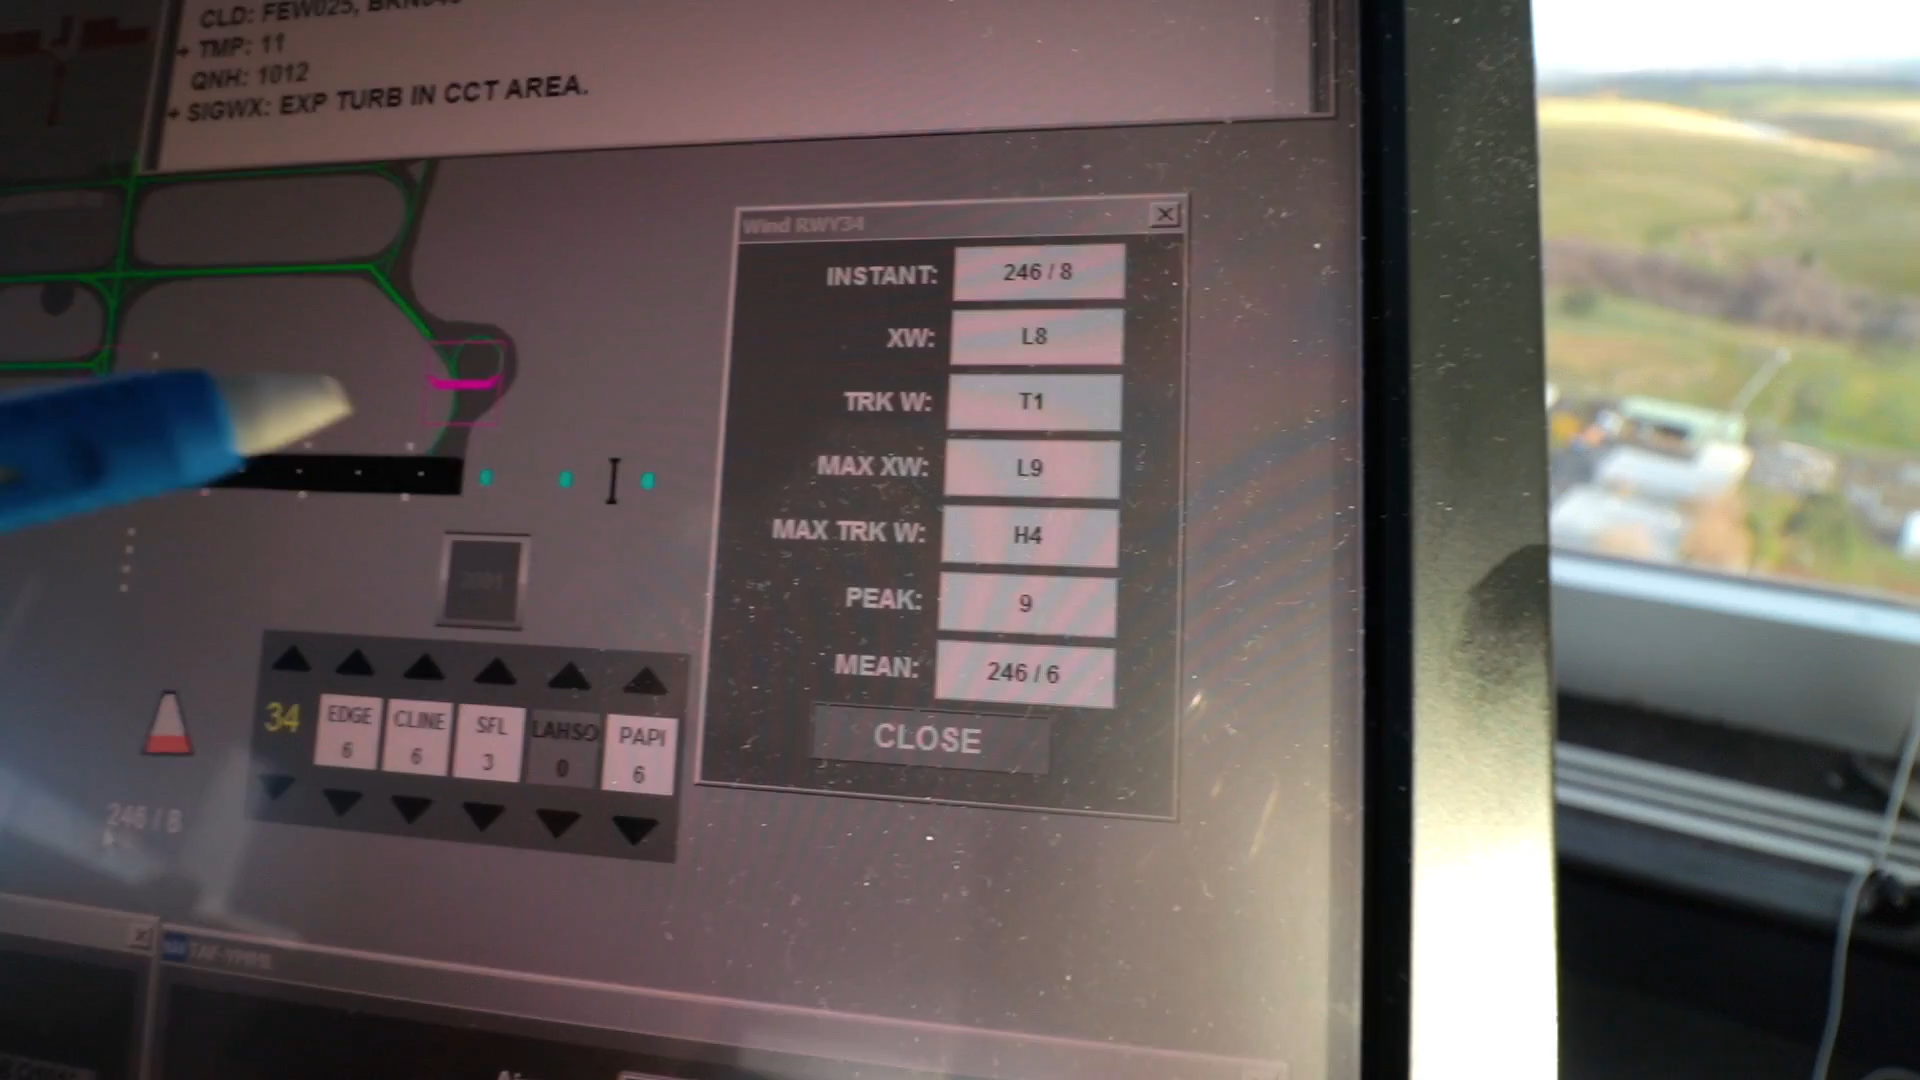 CLD: FEW025,
+ TMP: 11
QNH: 1012
+ SIGWX: EXP TURB IN CCT AREA.
Wind RWY34
INSTANT: 246 / 8
XW: L8
TRK W: T1
MAX XW: L9
MAX TRK W: H4
PEAK: 9
MEAN: 246 / 6
CLOSE
34
EDGE 6
CLINE 6
SFL 3
LAHSO 0
PAPI 6
246 / 8